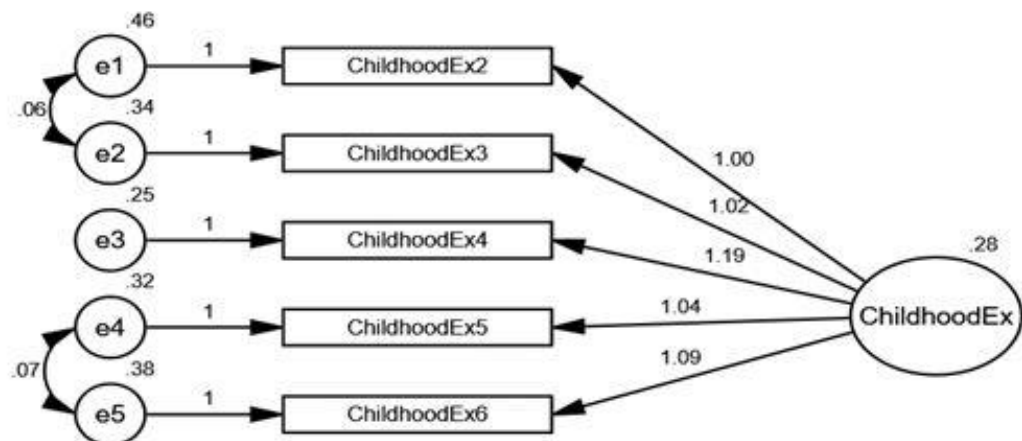 .46
e1
1
ChildhoodEx2
.06
.34
e2
1
ChildhoodEx3
1.00
.25
1.02
e3
1
ChildhoodEx4
1.19
.28
.32
e4
1
ChildhoodEx5
1.04
ChildhoodEx
.07
.38
e5
1
ChildhoodEx6
1.09